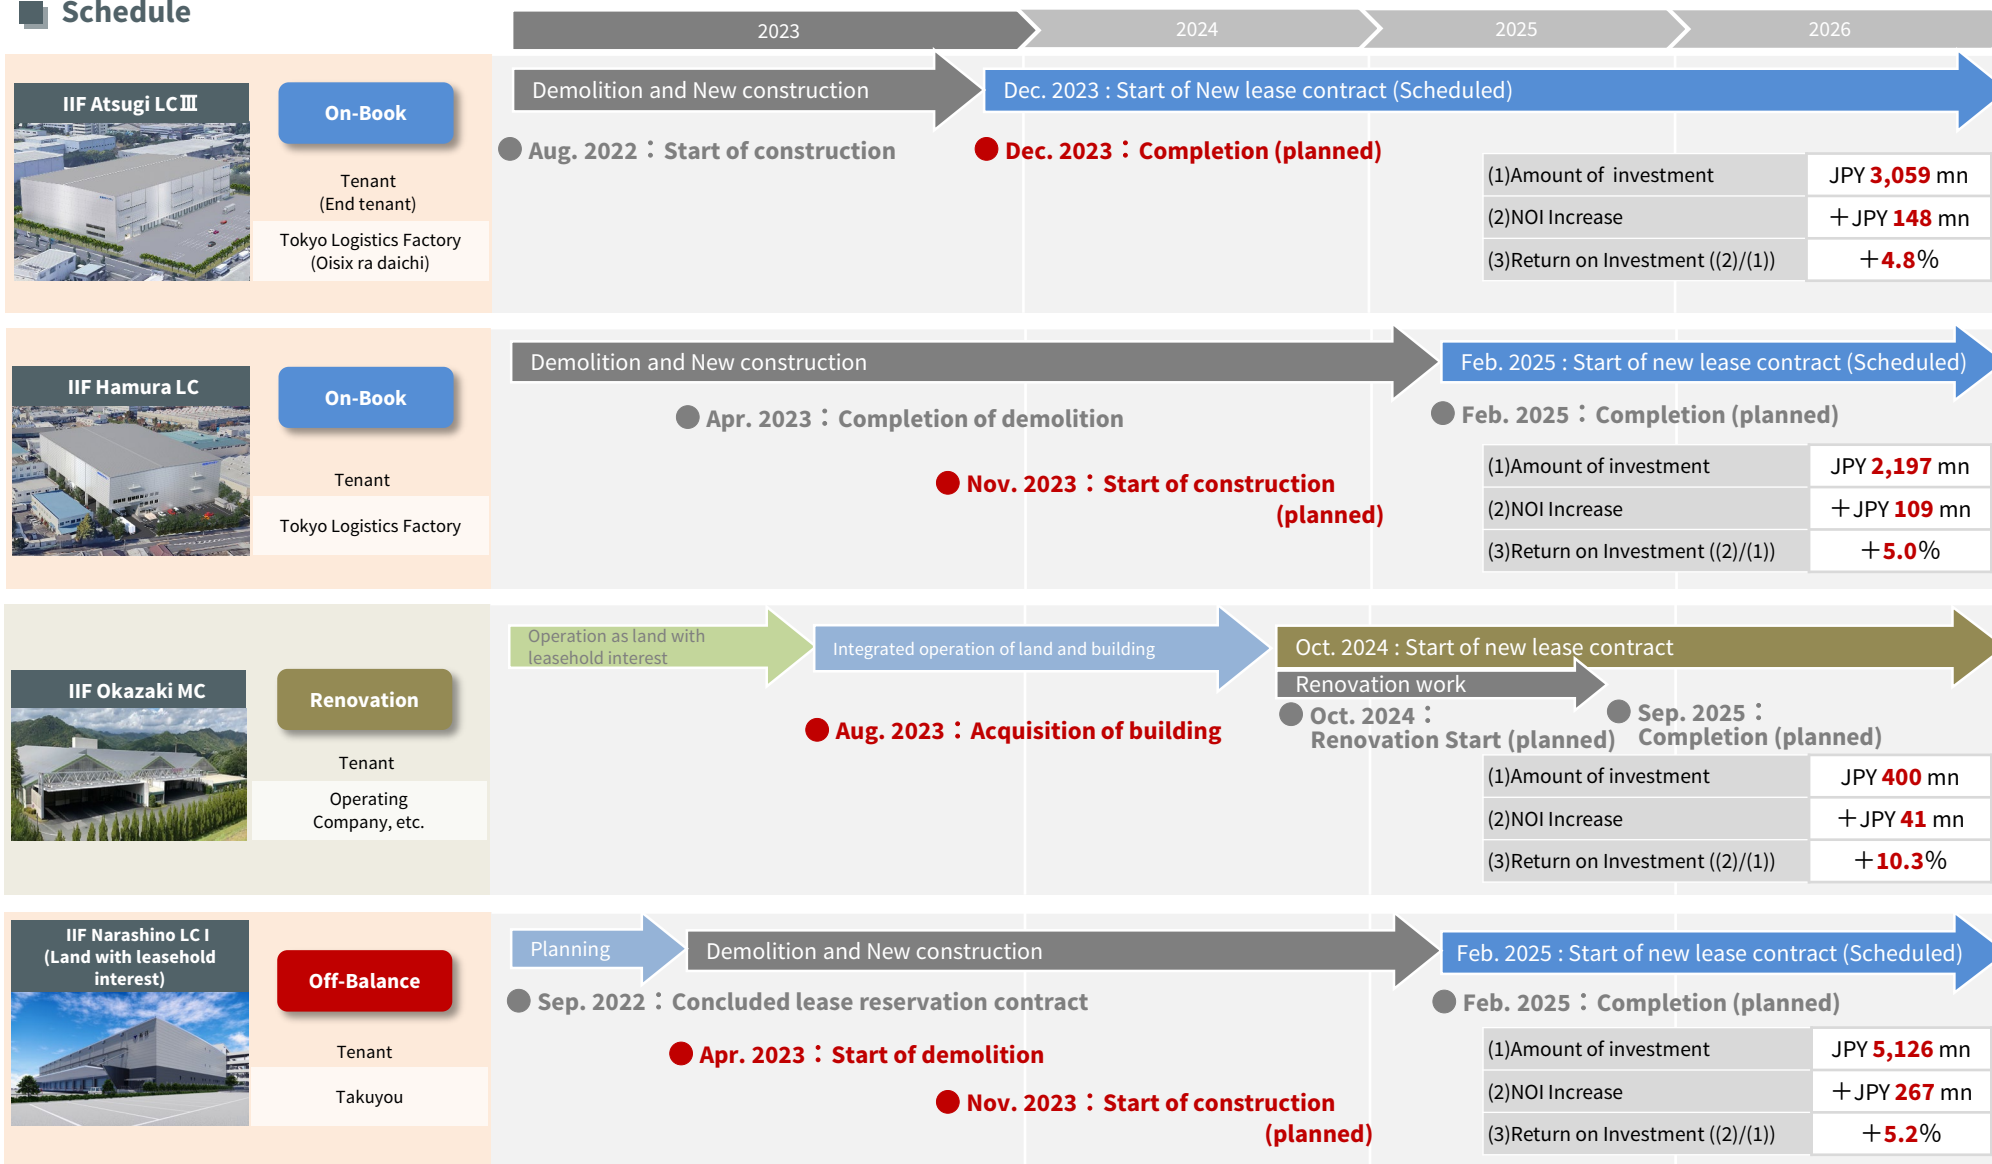 Schedule
2023
2024
2025
2026
IIF Atsugi LCⅢ
On-Book
Tenant
(End tenant)
Tokyo Logistics Factory
(Oisix ra daichi)
Demolition and New construction
Dec. 2023 : Start of New lease contract (Scheduled)
Aug. 2022：Start of construction
Dec. 2023：Completion (planned)
(1)Amount of investment
JPY 3,059 mn
(2)NOI Increase
＋JPY 148 mn
(3)Return on Investment ((2)/(1))
＋4.8%
IIF Hamura LC
On-Book
Tenant
Tokyo Logistics Factory
Demolition and New construction
Feb. 2025 : Start of new lease contract (Scheduled)
Apr. 2023：Completion of demolition
Feb. 2025：Completion (planned)
Nov. 2023：Start of construction
(planned)
(1)Amount of investment
JPY 2,197 mn
(2)NOI Increase
＋JPY 109 mn
(3)Return on Investment ((2)/(1))
＋5.0%
IIF Okazaki MC
Renovation
Tenant
Operating
Company, etc.
Operation as land with
leasehold interest
Integrated operation of land and building
Oct. 2024 : Start of new lease contract
Renovation work
Aug. 2023：Acquisition of building
Oct. 2024：
Renovation Start (planned)
Sep. 2025：
Completion (planned)
(1)Amount of investment
JPY 400 mn
(2)NOI Increase
＋JPY 41 mn
(3)Return on Investment ((2)/(1))
＋10.3%
IIF Narashino LC I
(Land with leasehold
interest)
Off-Balance
Tenant
Takuyou
Planning
Demolition and New construction
Feb. 2025 : Start of new lease contract (Scheduled)
Sep. 2022：Concluded lease reservation contract
Feb. 2025：Completion (planned)
Apr. 2023：Start of demolition
Nov. 2023：Start of construction
(planned)
(1)Amount of investment
JPY 5,126 mn
(2)NOI Increase
＋JPY 267 mn
(3)Return on Investment ((2)/(1))
＋5.2%